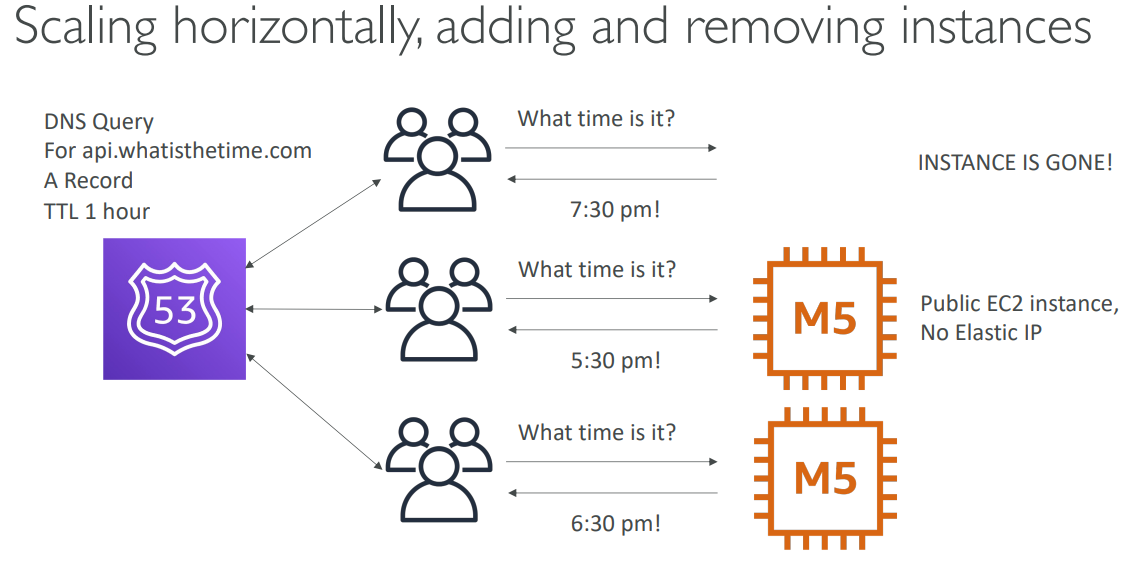 Scaling horizontally, adding and removing instances
DNS Query
For api.whatisthetime.com
A Record
TTL 1 hour
53
What time is it?
7:30 pm!
INSTANCE IS GONE!
What time is it?
5:30 pm!
M5
Public EC2 instance,
No Elastic IP
What time is it?
6:30 pm!
M5